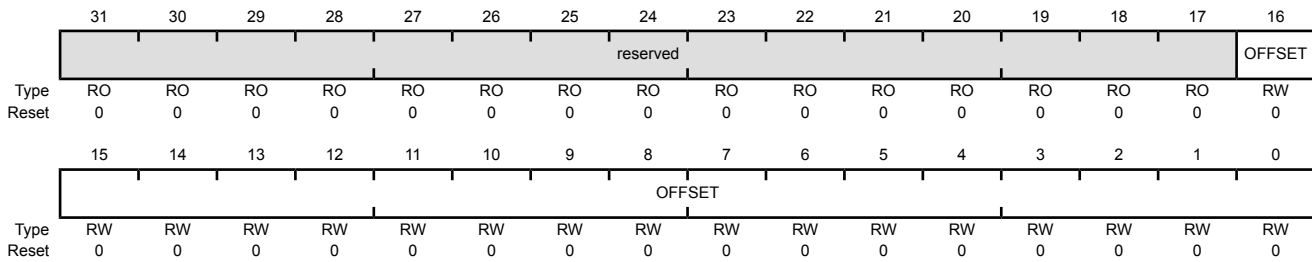 31 30 29 28 27 26 25 24 23 22 21 20 19 18 17 16
reserved OFFSET
Type RO RO RO RO RO RO RO RO RO RO RO RO RO RO RO RW
Reset 0 0 0 0 0 0 0 0 0 0 0 0 0 0 0 0
15 14 13 12 11 10 9 8 7 6 5 4 3 2 1 0
OFFSET
Type RW RW RW RW RW RW RW RW RW RW RW RW RW RW RW RW
Reset 0 0 0 0 0 0 0 0 0 0 0 0 0 0 0 0